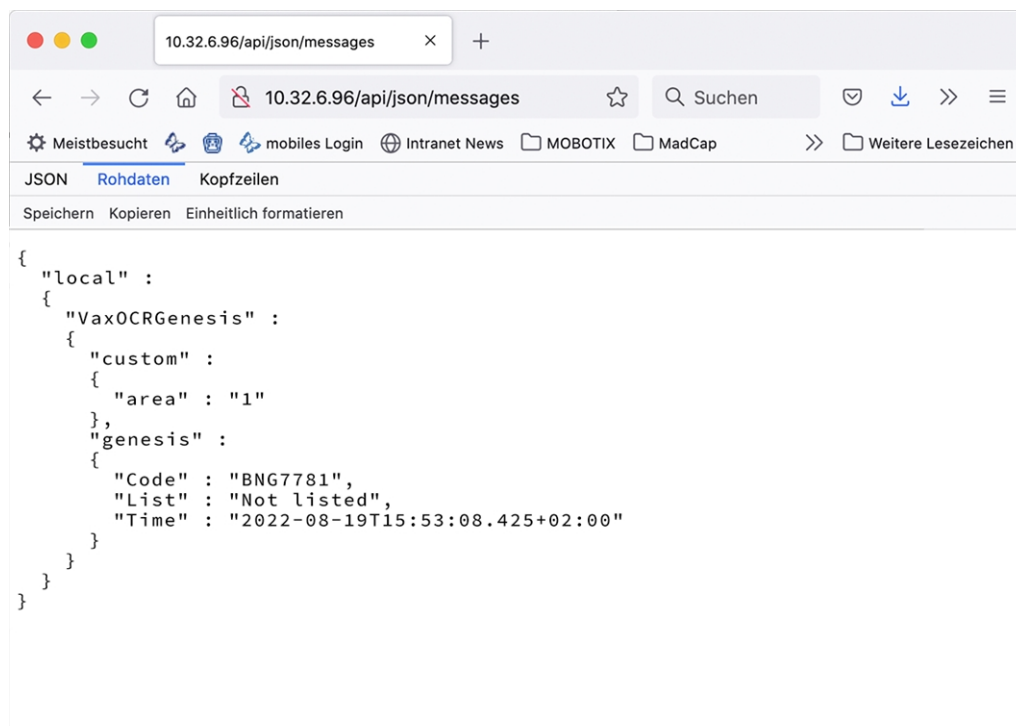 10.32.6.96/api/json/messages
10.32.6.96/api/json/messages Suchen
Meistbesucht mobiles Login Intranet News MOBOTIX MadCap Weitere Lesezeichen
JSON Rohdaten Kopfzeilen
Speichern Kopieren Einheitlich formatieren
{
  "local" :
  {
    "VaxOCRGenesis" :
    {
      "custom" :
      {
        "area" : "1"
      },
      "genesis" :
      {
        "Code" : "BNG7781",
        "List" : "Not listed",
        "Time" : "2022-08-19T15:53:08.425+02:00"
      }
    }
  }
}